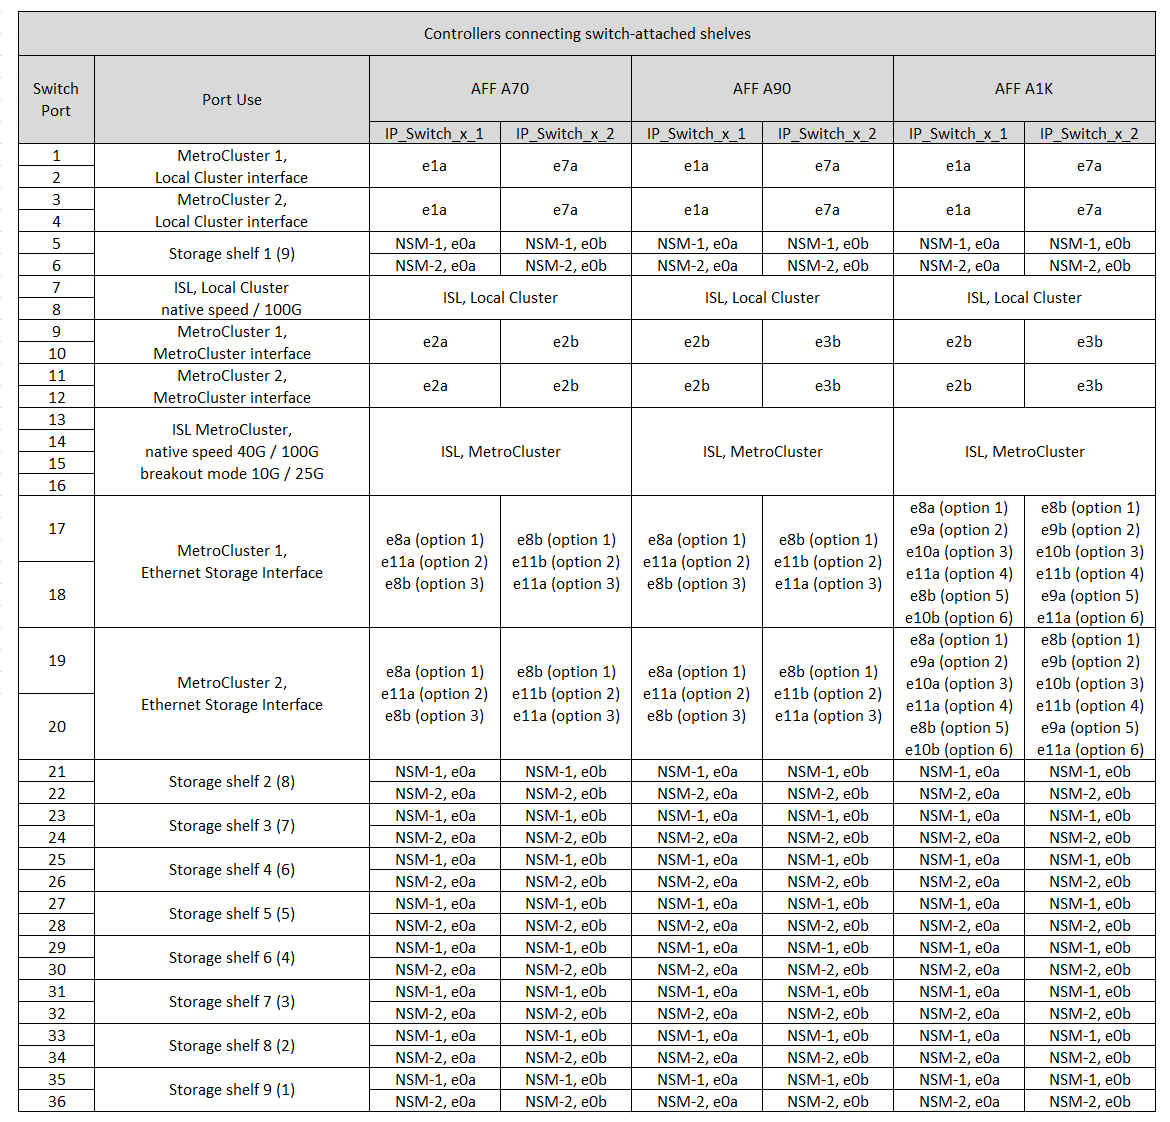 Controllers connecting switch-attached shelves
Switch
Port
Port Use
AFF A70
AFF A90
AFF A1K
IP_Switch_x_1
IP_Switch_x_2
IP_Switch_x_1
IP_Switch_x_2
IP_Switch_x_1
IP_Switch_x_2
1
2
MetroCluster 1,
Local Cluster interface
e1a
e7a
e1a
e7a
e1a
e7a
3
4
MetroCluster 2,
Local Cluster interface
e1a
e7a
e1a
e7a
e1a
e7a
5
6
Storage shelf 1 (9)
NSM-1, e0a
NSM-1, e0b
NSM-1, e0a
NSM-1, e0b
NSM-1, e0a
NSM-1, e0b
NSM-2, e0a
NSM-2, e0b
NSM-2, e0a
NSM-2, e0b
NSM-2, e0a
NSM-2, e0b
7
8
ISL, Local Cluster
native speed / 100G
ISL, Local Cluster
ISL, Local Cluster
ISL, Local Cluster
9
10
MetroCluster 1,
MetroCluster interface
e2a
e2b
e2b
e3b
e2b
e3b
11
12
MetroCluster 2,
MetroCluster interface
e2a
e2b
e2b
e3b
e2b
e3b
13
14
15
16
ISL MetroCluster,
native speed 40G / 100G
breakout mode 10G / 25G
ISL, MetroCluster
ISL, MetroCluster
ISL, MetroCluster
17
18
MetroCluster 1,
Ethernet Storage Interface
e8a (option 1)
e11a (option 2)
e8b (option 3)
e8b (option 1)
e11b (option 2)
e11a (option 3)
e8a (option 1)
e11a (option 2)
e8b (option 3)
e8b (option 1)
e11b (option 2)
e11a (option 3)
e8a (option 1)
e9a (option 2)
e10a (option 3)
e11a (option 4)
e8b (option 5)
e10b (option 6)
e8b (option 1)
e9b (option 2)
e10b (option 3)
e11b (option 4)
e9a (option 5)
e11a (option 6)
19
20
MetroCluster 2,
Ethernet Storage Interface
e8a (option 1)
e11a (option 2)
e8b (option 3)
e8b (option 1)
e11b (option 2)
e11a (option 3)
e8a (option 1)
e11a (option 2)
e8b (option 3)
e8b (option 1)
e11b (option 2)
e11a (option 3)
e8a (option 1)
e9a (option 2)
e10a (option 3)
e11a (option 4)
e8b (option 5)
e10b (option 6)
e8b (option 1)
e9b (option 2)
e10b (option 3)
e11b (option 4)
e9a (option 5)
e11a (option 6)
21
22
Storage shelf 2 (8)
NSM-1, e0a
NSM-1, e0b
NSM-1, e0a
NSM-1, e0b
NSM-1, e0a
NSM-1, e0b
NSM-2, e0a
NSM-2, e0b
NSM-2, e0a
NSM-2, e0b
NSM-2, e0a
NSM-2, e0b
23
24
Storage shelf 3 (7)
NSM-1, e0a
NSM-1, e0b
NSM-1, e0a
NSM-1, e0b
NSM-1, e0a
NSM-1, e0b
NSM-2, e0a
NSM-2, e0b
NSM-2, e0a
NSM-2, e0b
NSM-2, e0a
NSM-2, e0b
25
26
Storage shelf 4 (6)
NSM-1, e0a
NSM-1, e0b
NSM-1, e0a
NSM-1, e0b
NSM-1, e0a
NSM-1, e0b
NSM-2, e0a
NSM-2, e0b
NSM-2, e0a
NSM-2, e0b
NSM-2, e0a
NSM-2, e0b
27
28
Storage shelf 5 (5)
NSM-1, e0a
NSM-1, e0b
NSM-1, e0a
NSM-1, e0b
NSM-1, e0a
NSM-1, e0b
NSM-2, e0a
NSM-2, e0b
NSM-2, e0a
NSM-2, e0b
NSM-2, e0a
NSM-2, e0b
29
30
Storage shelf 6 (4)
NSM-1, e0a
NSM-1, e0b
NSM-1, e0a
NSM-1, e0b
NSM-1, e0a
NSM-1, e0b
NSM-2, e0a
NSM-2, e0b
NSM-2, e0a
NSM-2, e0b
NSM-2, e0a
NSM-2, e0b
31
32
Storage shelf 7 (3)
NSM-1, e0a
NSM-1, e0b
NSM-1, e0a
NSM-1, e0b
NSM-1, e0a
NSM-1, e0b
NSM-2, e0a
NSM-2, e0b
NSM-2, e0a
NSM-2, e0b
NSM-2, e0a
NSM-2, e0b
33
34
Storage shelf 8 (2)
NSM-1, e0a
NSM-1, e0b
NSM-1, e0a
NSM-1, e0b
NSM-1, e0a
NSM-1, e0b
NSM-2, e0a
NSM-2, e0b
NSM-2, e0a
NSM-2, e0b
NSM-2, e0a
NSM-2, e0b
35
36
Storage shelf 9 (1)
NSM-1, e0a
NSM-1, e0b
NSM-1, e0a
NSM-1, e0b
NSM-1, e0a
NSM-1, e0b
NSM-2, e0a
NSM-2, e0b
NSM-2, e0a
NSM-2, e0b
NSM-2, e0a
NSM-2, e0b